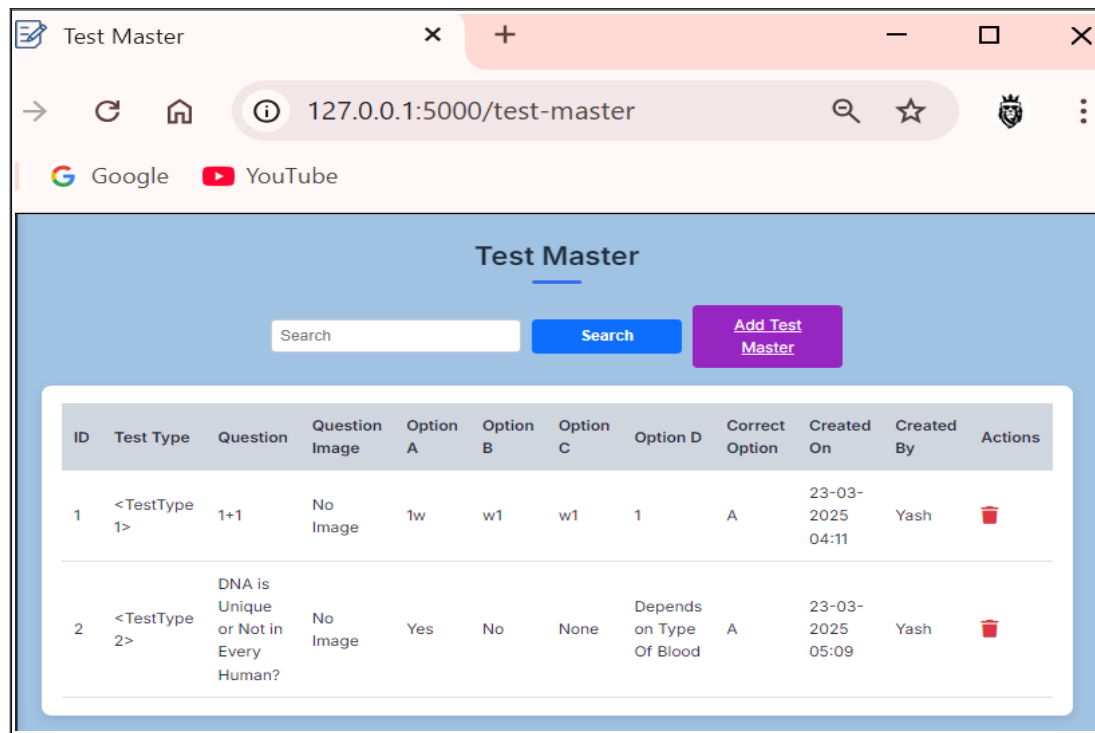 Test Master
127.0.0.1:5000/test-master
Google YouTube
Test Master
Search Search Add Test
Master
ID Test Type Question Question
Image Option
A Option
B Option
C Option D Correct
Option Created
On Created
By Actions
1 <TestType
1> 1+1 No
Image 1w w1 w1 1 A 23-03-
2025
04:11 Yash
2 <TestType
2> DNA is
Unique
or Not in
Every
Human? No
Image Yes No None Depends
on Type
Of Blood A 23-03-
2025
05:09 Yash